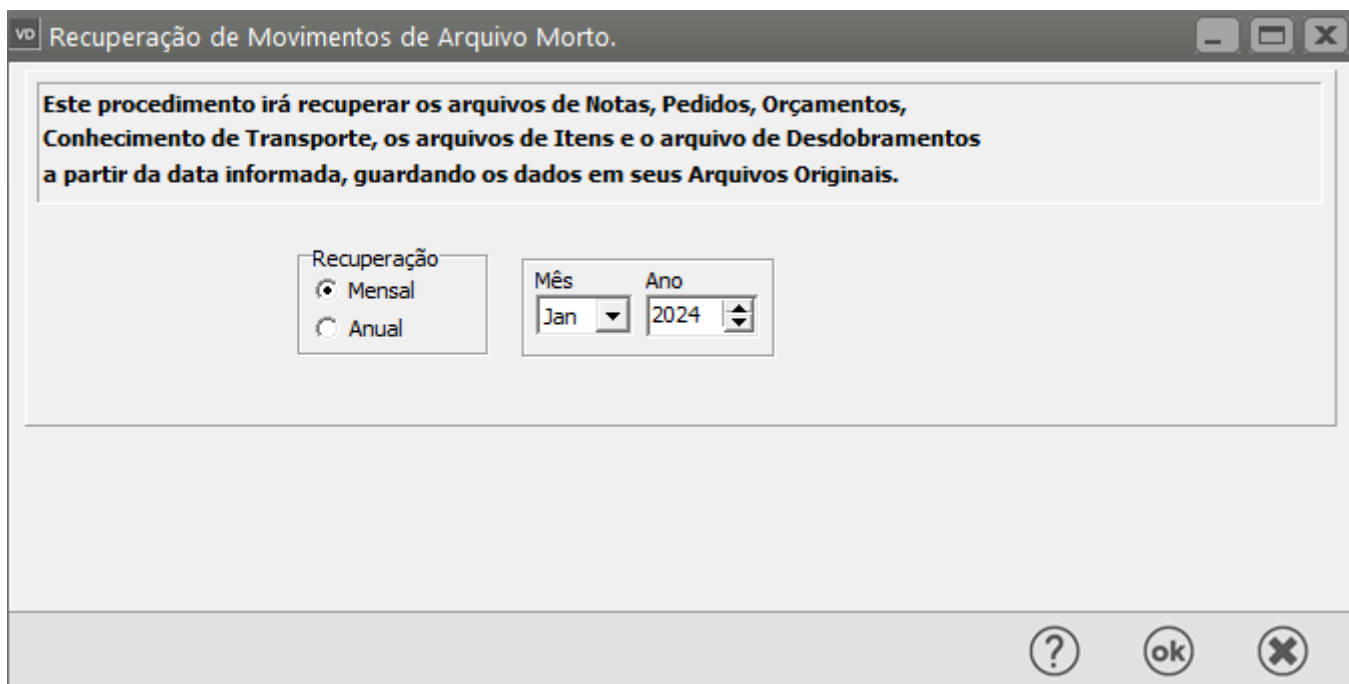 VD Recuperação de Movimentos de Arquivo Morto.
Este procedimento irá recuperar os arquivos de Notas, Pedidos, Orçamentos,
Conhecimento de Transporte, os arquivos de Itens e o arquivo de Desdobramentos
a partir da data informada, guardando os dados em seus Arquivos Originais.
Recuperação
Mensal
Anual
Mês Ano
Jan 2024
? ok